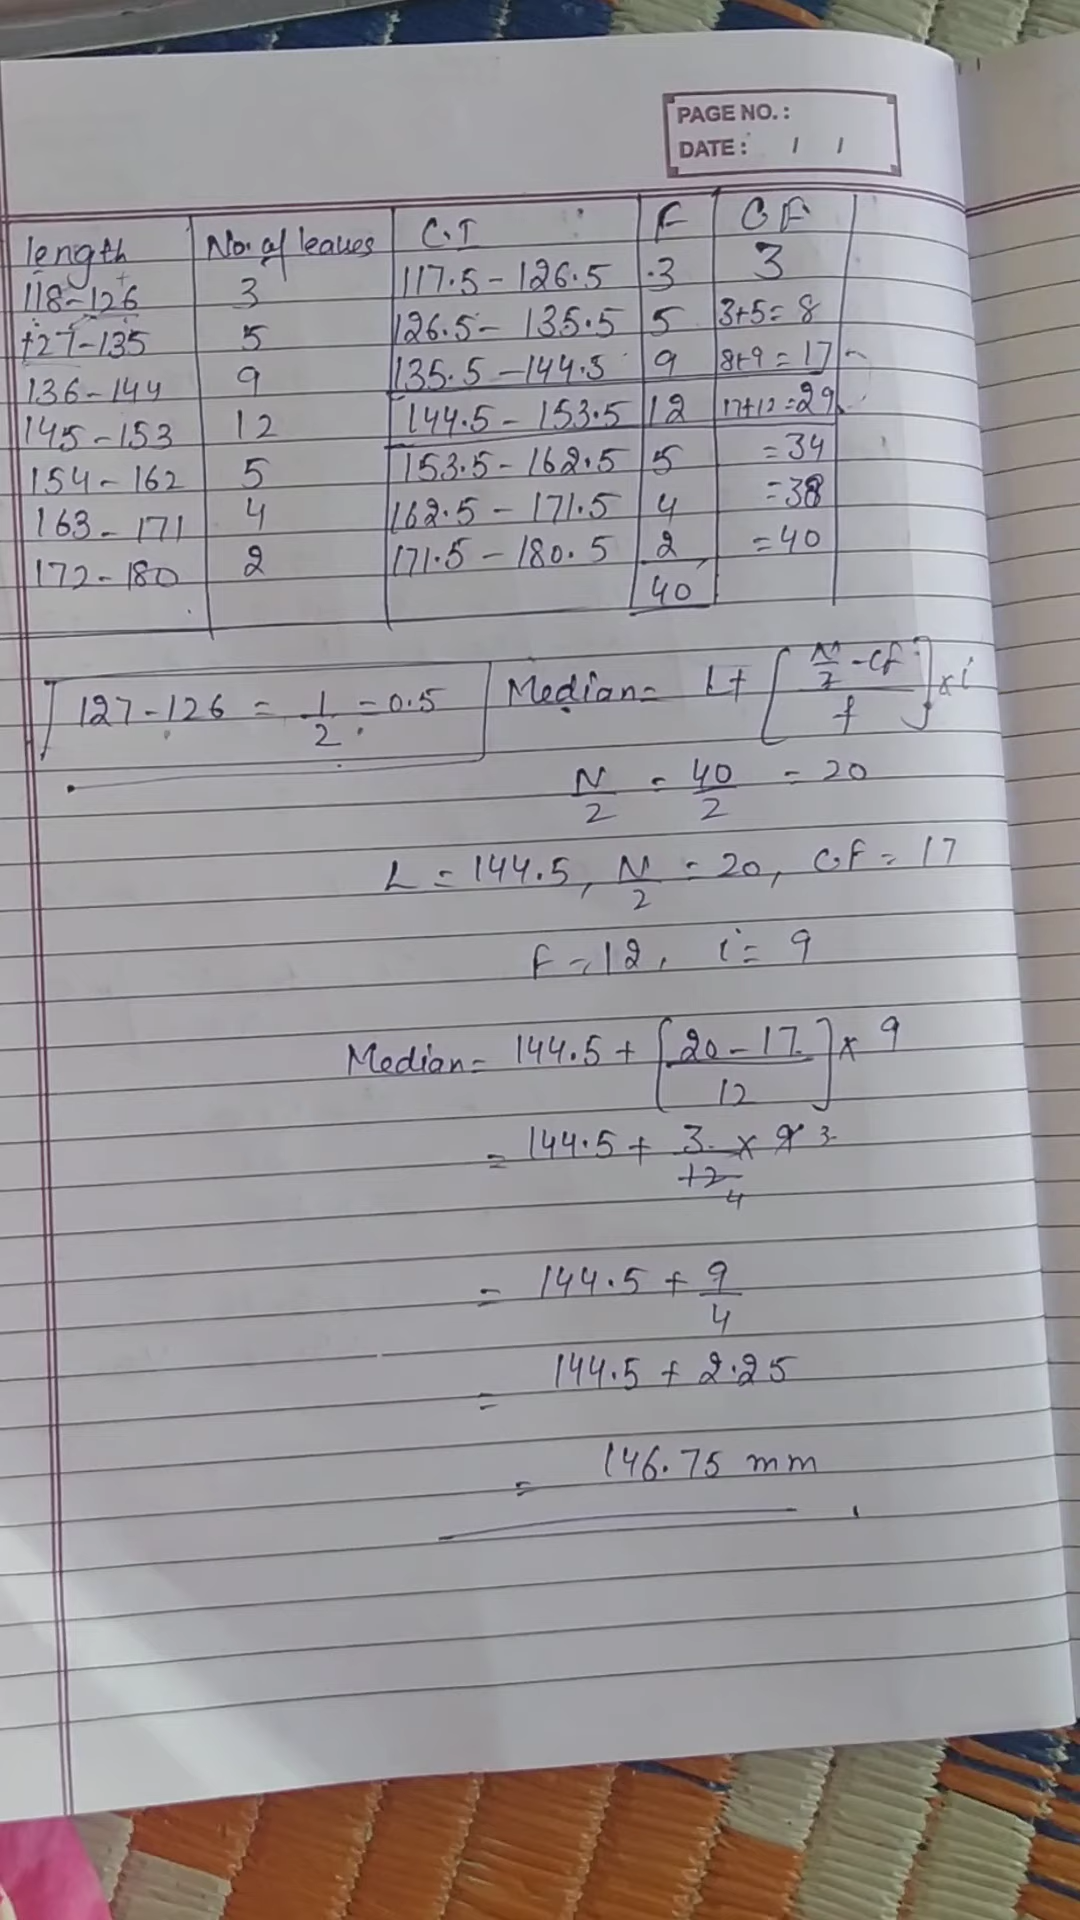 PAGE NO. :
DATE : / /
length No. of leaves C.I F CF
118-126 3 117.5 - 126.5 3 3
127-135 5 126.5 - 135.5 5 3+5= 8
136-144 9 135.5 - 144.5 9 8+9 = 17
145-153 12 144.5 - 153.5 12 17+12=29
154-162 5 153.5-162.5 5 =34
163-171 4 162.5 - 171.5 4 =38
172-180 2 171.5-180.5 2 =40
40
127-126 = 1/2 = 0.5 Median = L+ [(N/2 - cf)/f] × i
N/2 = 40/2 = 20
L = 144.5, N/2 = 20, CF = 17
F = 12, i = 9
Median = 144.5 + [(20-17)/12] × 9
= 144.5 + 3/12 × 9 3
4
= 144.5 + 9/4
= 144.5 + 2.25
= 146.75 mm